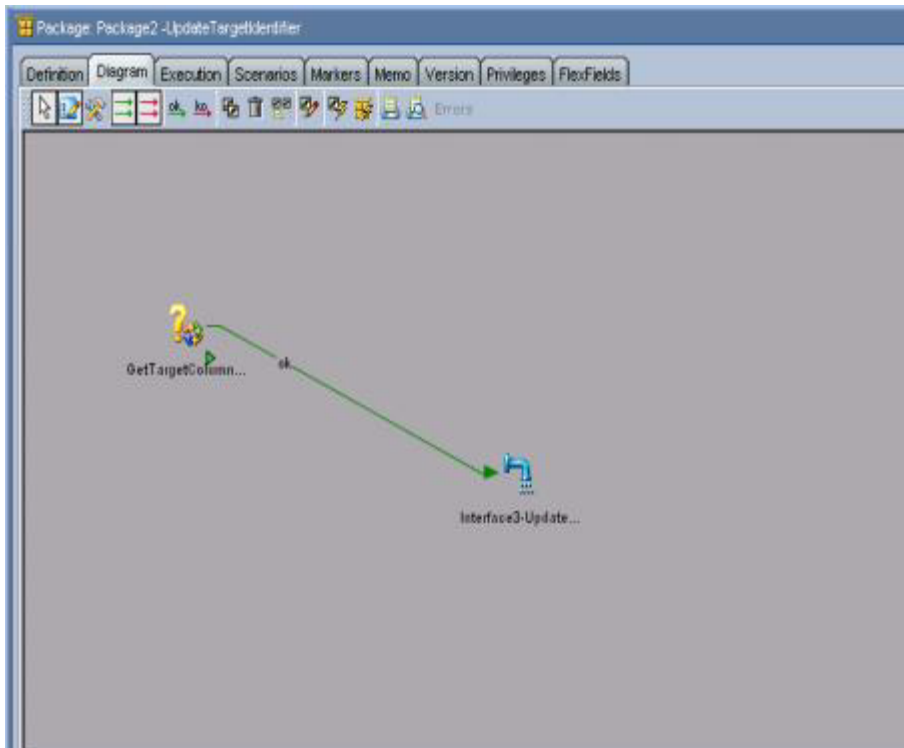 Package: Package2 -UpdateTargetIdentifier
Definition Diagram Execution Scenarios Markers Memo Version Privileges FlexFields
ok ko Errors
GetTargetColumn...
ok
Interface3-Update...